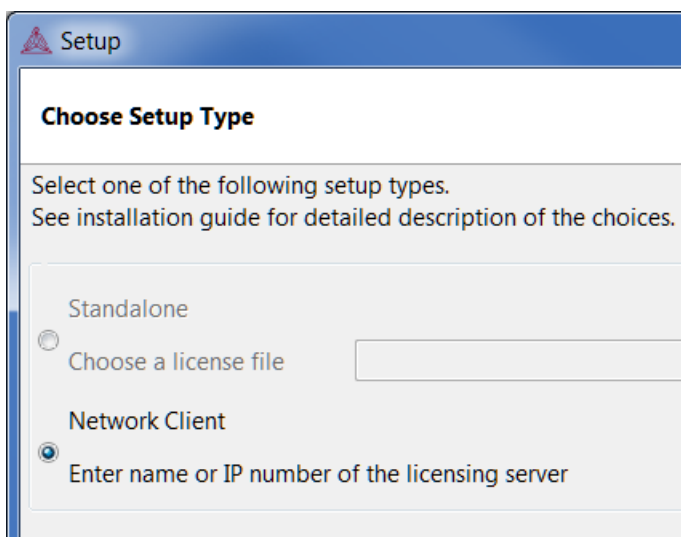 Setup
Choose Setup Type
Select one of the following setup types.
See installation guide for detailed description of the choices.
Standalone
Choose a license file
Network Client
Enter name or IP number of the licensing server